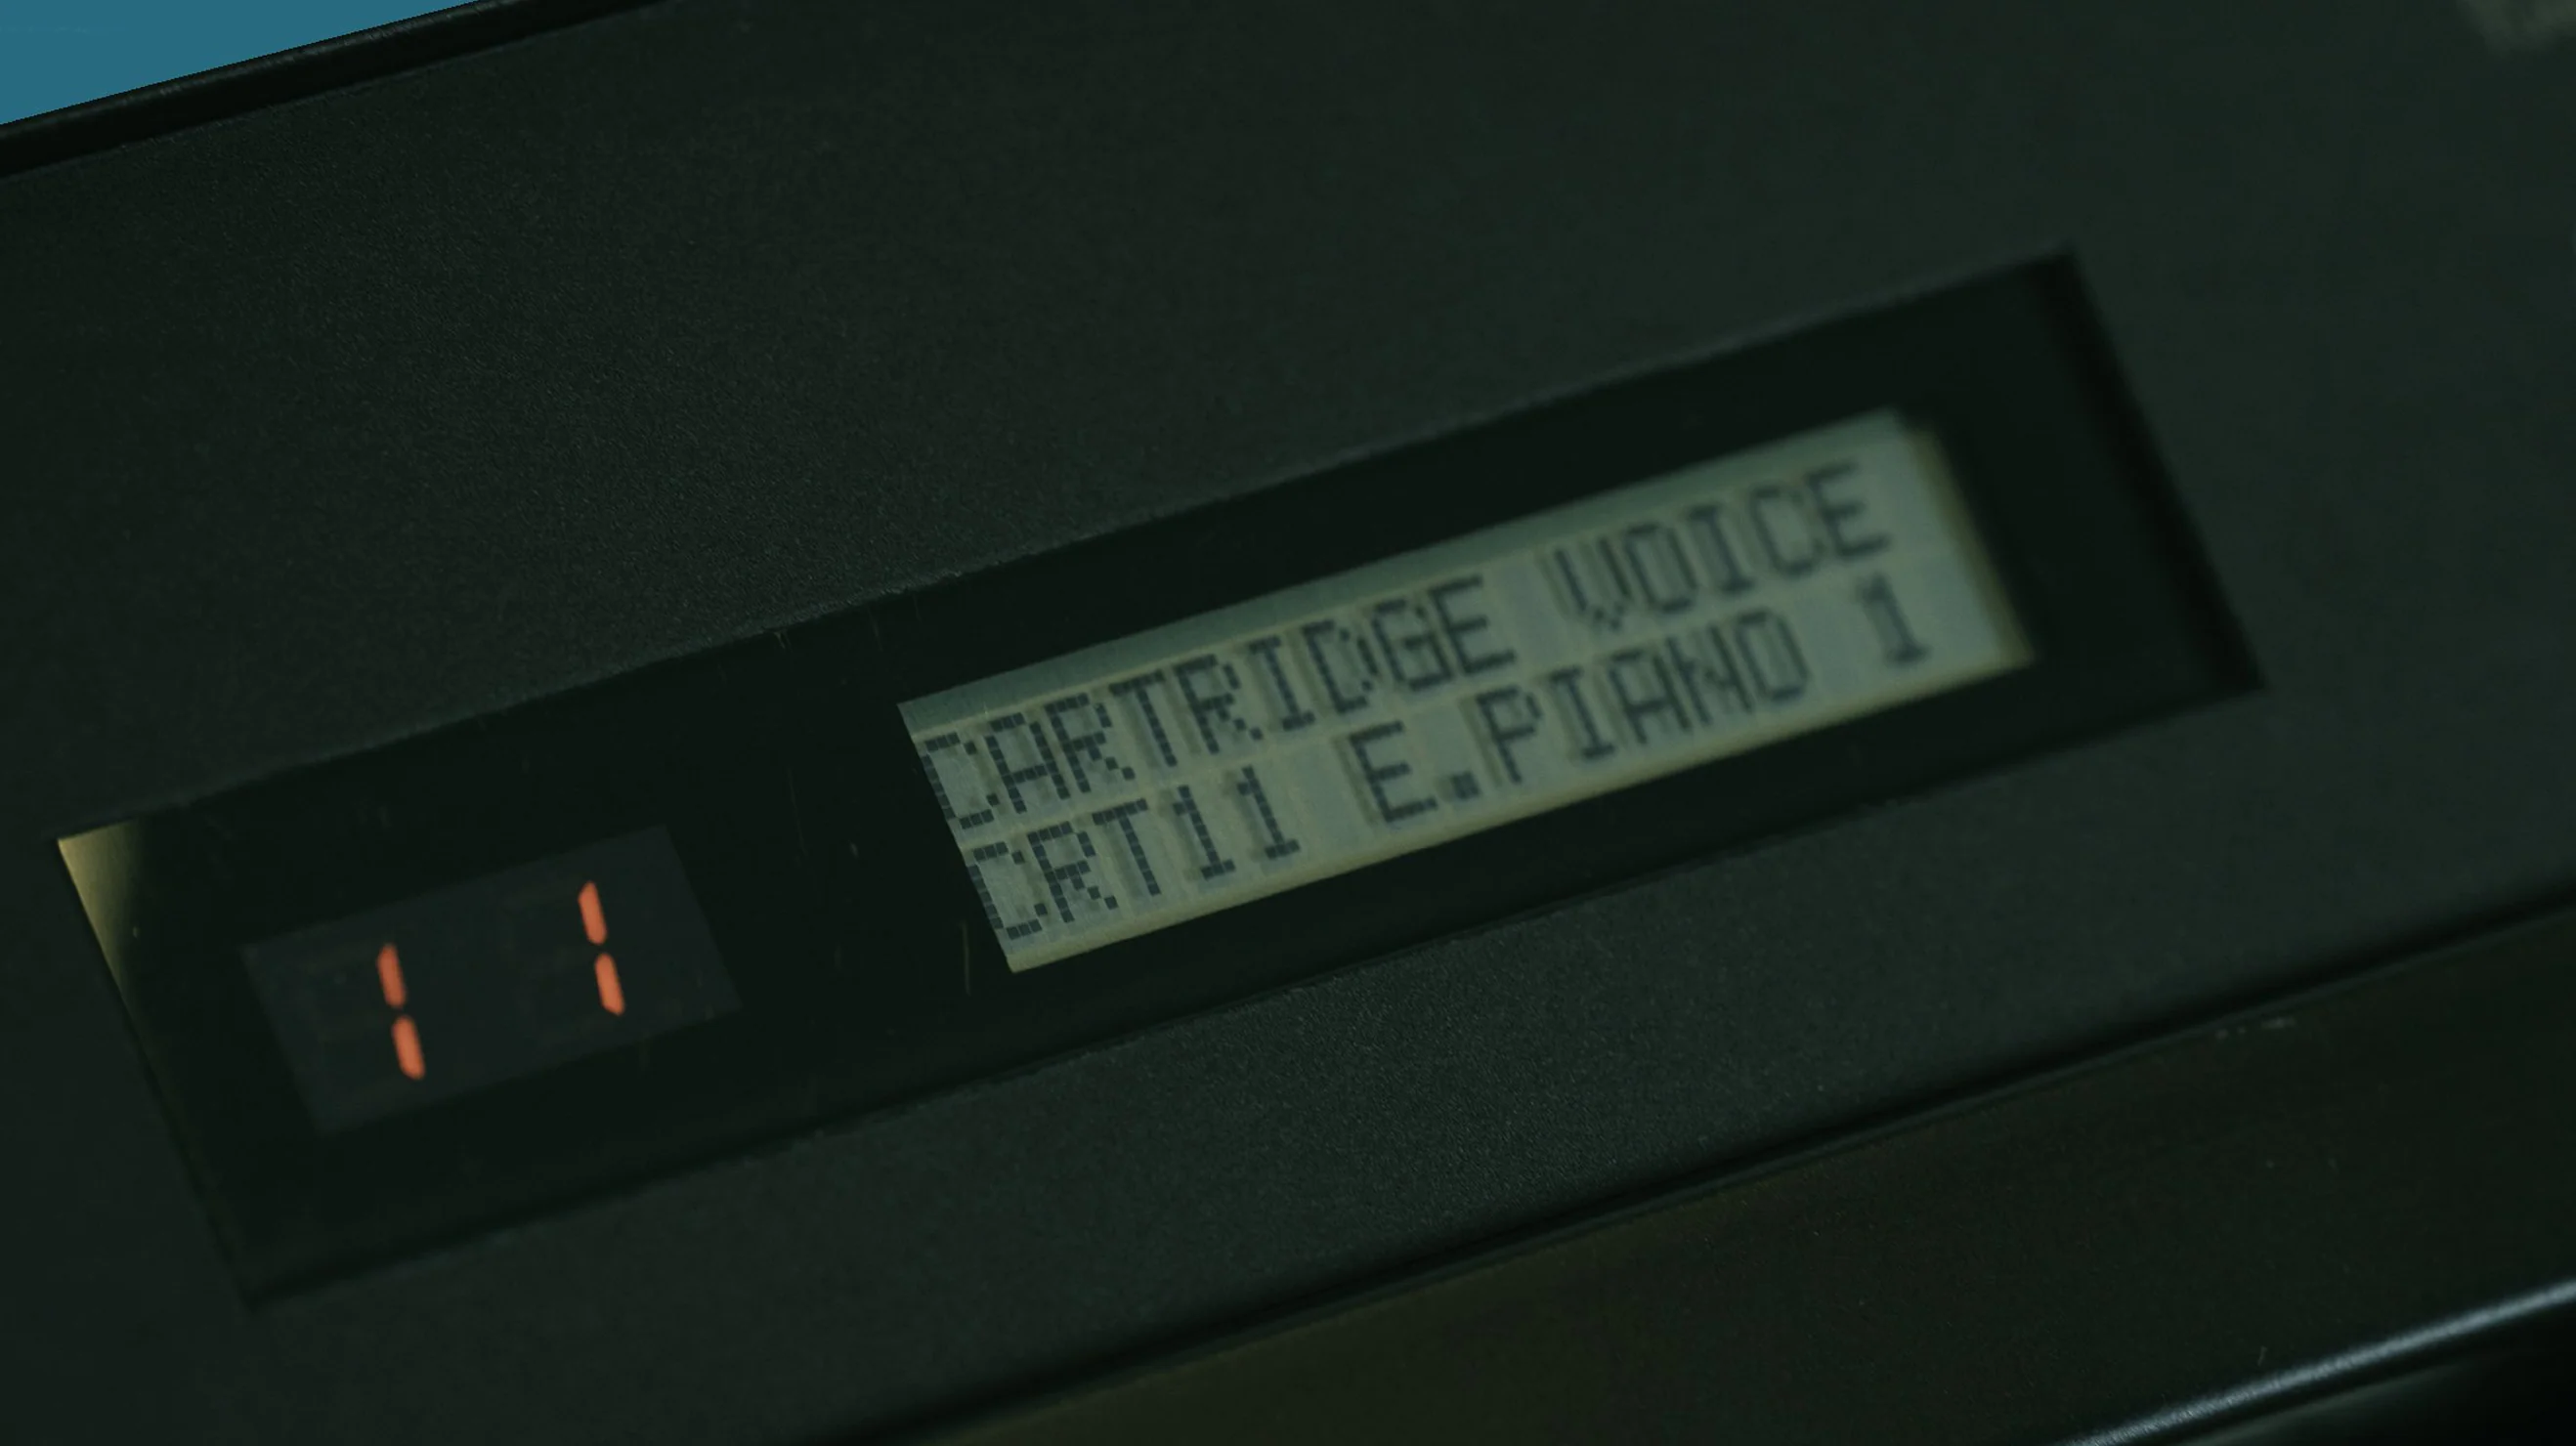 11
CARTRIDGE VOICE
CRT11 E.PIANO 1